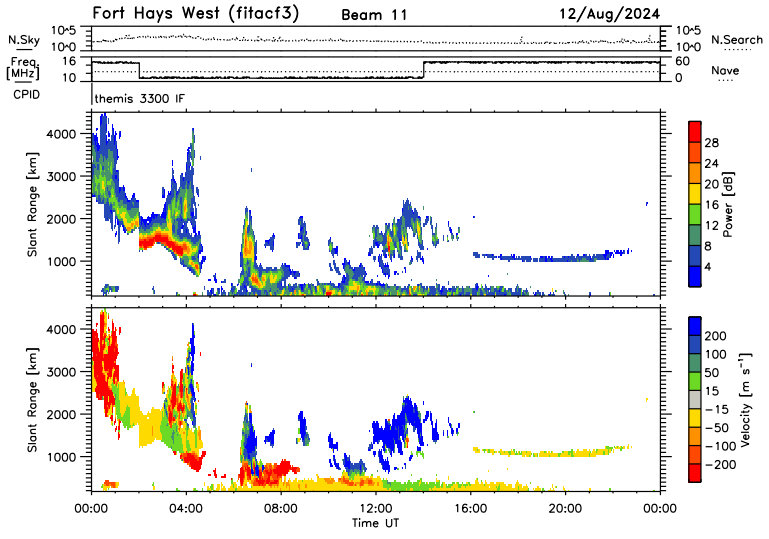 Fort Hays West (fitacf3) Beam 11 12/Aug/2024
N.Sky 10^5 10^0 10^5 10^0 N.Search
Freq. [MHz] 16 10 60 0 Nave
CPID themis 3300 IF
Slant Range [km]
4000
3000
2000
1000
Power [dB]
28
24
20
16
12
8
4
Slant Range [km]
4000
3000
2000
1000
Velocity [m s⁻¹]
200
100
50
15
−15
−50
−100
−200
00:00 04:00 08:00 12:00 16:00 20:00 00:00
Time UT